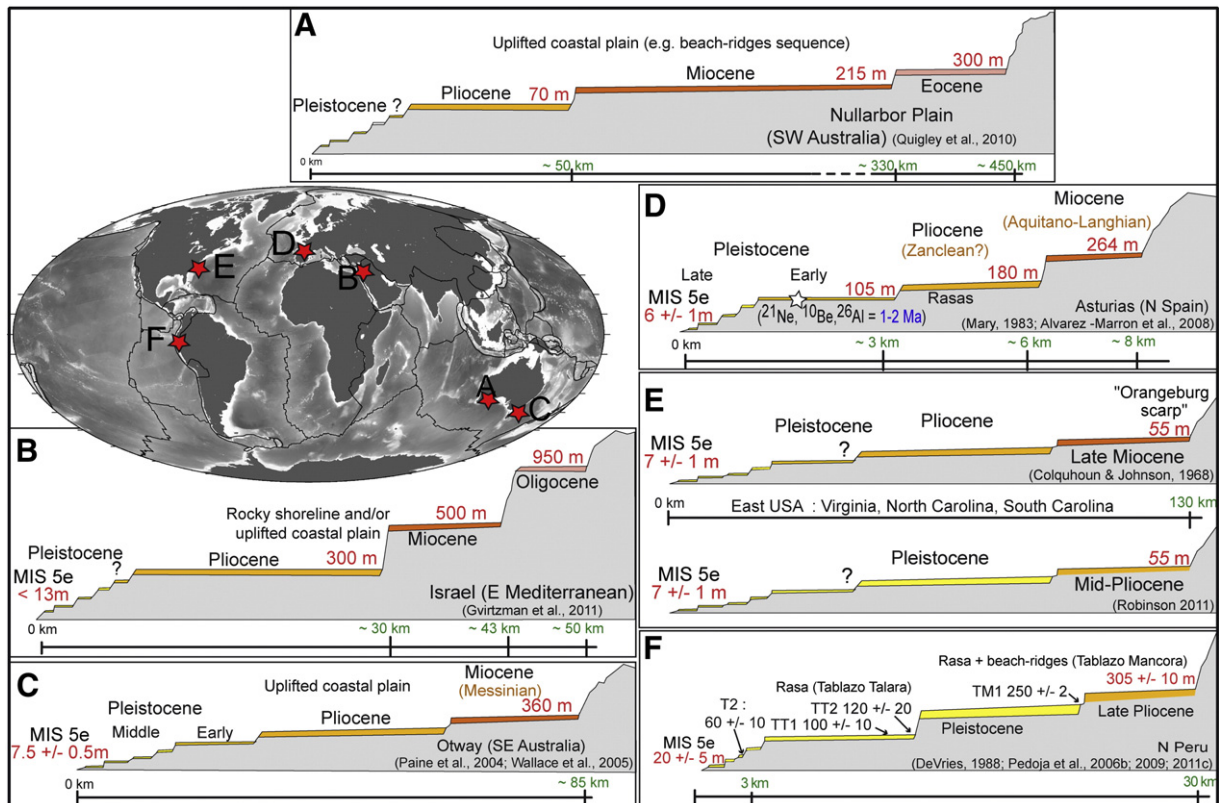 A
Uplifted coastal plain (e.g. beach-ridges sequence)
300 m
Miocene
215 m
Eocene
Pliocene
70 m
Pleistocene ?
Nullarbor Plain
(SW Australia) (Quigley et al., 2010)
0 km
~ 50 km
~ 330 km
~ 450 km
D
E
B
F
A
C
B
950 m
Oligocene
500 m
Rocky shoreline and/or
uplifted coastal plain
Miocene
Pleistocene
?
Pliocene
300 m
MIS 5e
< 13m
Israel (E Mediterranean)
(Gvirtzman et al., 2011)
0 km
~ 30 km
~ 43 km
~ 50 km
C
Miocene
(Messinian)
Uplifted coastal plain
360 m
Pleistocene
Middle
Early
Pliocene
MIS 5e
7.5 +/- 0.5m
Otway (SE Australia)
(Paine et al., 2004; Wallace et al., 2005)
0 km
~ 85 km
D
Miocene
(Aquitano-Langhian)
Pliocene
(Zanclean?)
264 m
Pleistocene
Late
Early
180 m
105 m
Rasas
MIS 5e
6 +/- 1m
(21Ne, 10Be,26Al = 1-2 Ma)
Asturias (N Spain)
(Mary, 1983; Alvarez -Marron et al., 2008)
0 km
~ 3 km
~ 6 km
~ 8 km
E
"Orangeburg
scarp"
55 m
Pleistocene
?
Pliocene
MIS 5e
7 +/- 1 m
Late Miocene
(Colquhoun & Johnson, 1968)
0 km
East USA : Virginia, North Carolina, South Carolina
130 km
Pleistocene
55 m
MIS 5e
7 +/- 1 m
?
Mid-Pliocene
(Robinson 2011)
F
Rasa + beach-ridges (Tablazo Mancora)
305 +/- 10 m
TM1 250 +/- 2
Rasa (Tablazo Talara)
T2 :
60 +/- 10
TT2 120 +/- 20
TT1 100 +/- 10
Late Pliocene
Pleistocene
MIS 5e
20 +/- 5 m
N Peru
(DeVries, 1988; Pedoja et al., 2006b; 2009; 2011c)
3 km
30 km